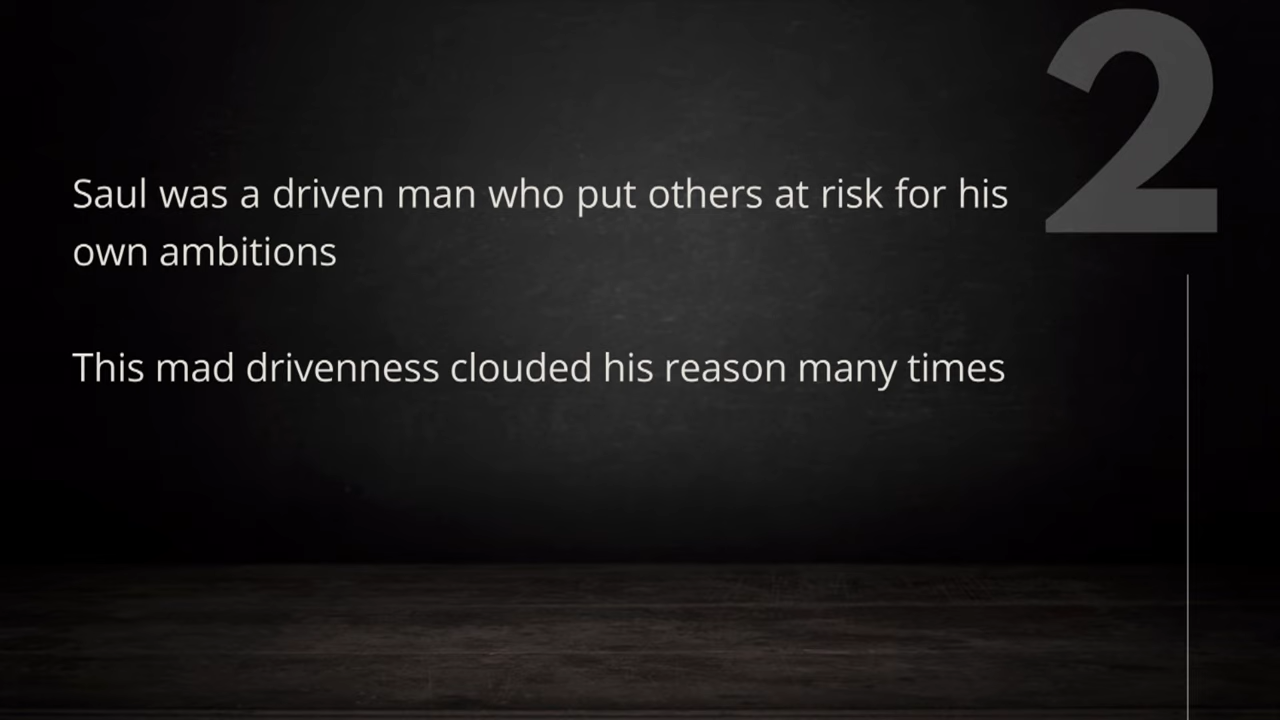 2
Saul was a driven man who put others at risk for his
own ambitions
This mad drivenness clouded his reason many times